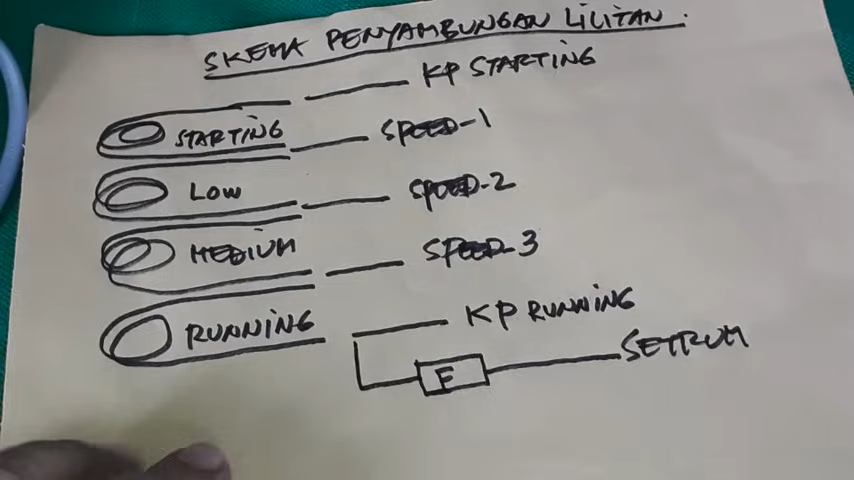 SKEMA PENYAMBUNGAN LILITAN.
KP STARTING
STARTING SPEED-1
LOW SPEED-2
MEDIUM SPEED-3
RUNNING KP RUNNING
F SETRUM